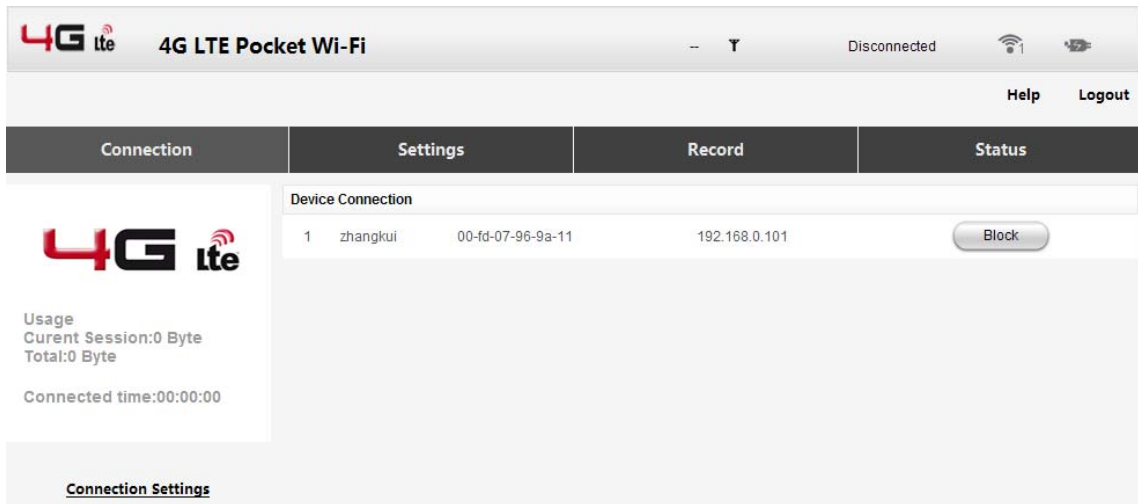 4G lte 4G LTE Pocket Wi-Fi -- Disconnected 1
Help Logout
Connection Settings Record Status
Device Connection
1 zhangkui 00-fd-07-96-9a-11 192.168.0.101 Block
4G lte
Usage
Curent Session:0 Byte
Total:0 Byte
Connected time:00:00:00
Connection Settings